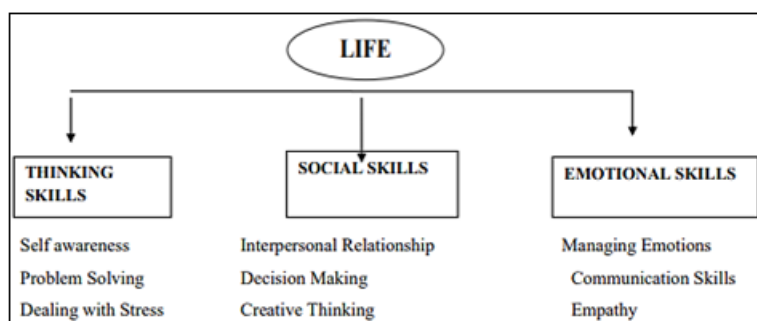 LIFE
THINKING
SKILLS
SOCIAL SKILLS
EMOTIONAL SKILLS
Self awareness
Interpersonal Relationship
Managing Emotions
Problem Solving
Decision Making
Communication Skills
Dealing with Stress
Creative Thinking
Empathy